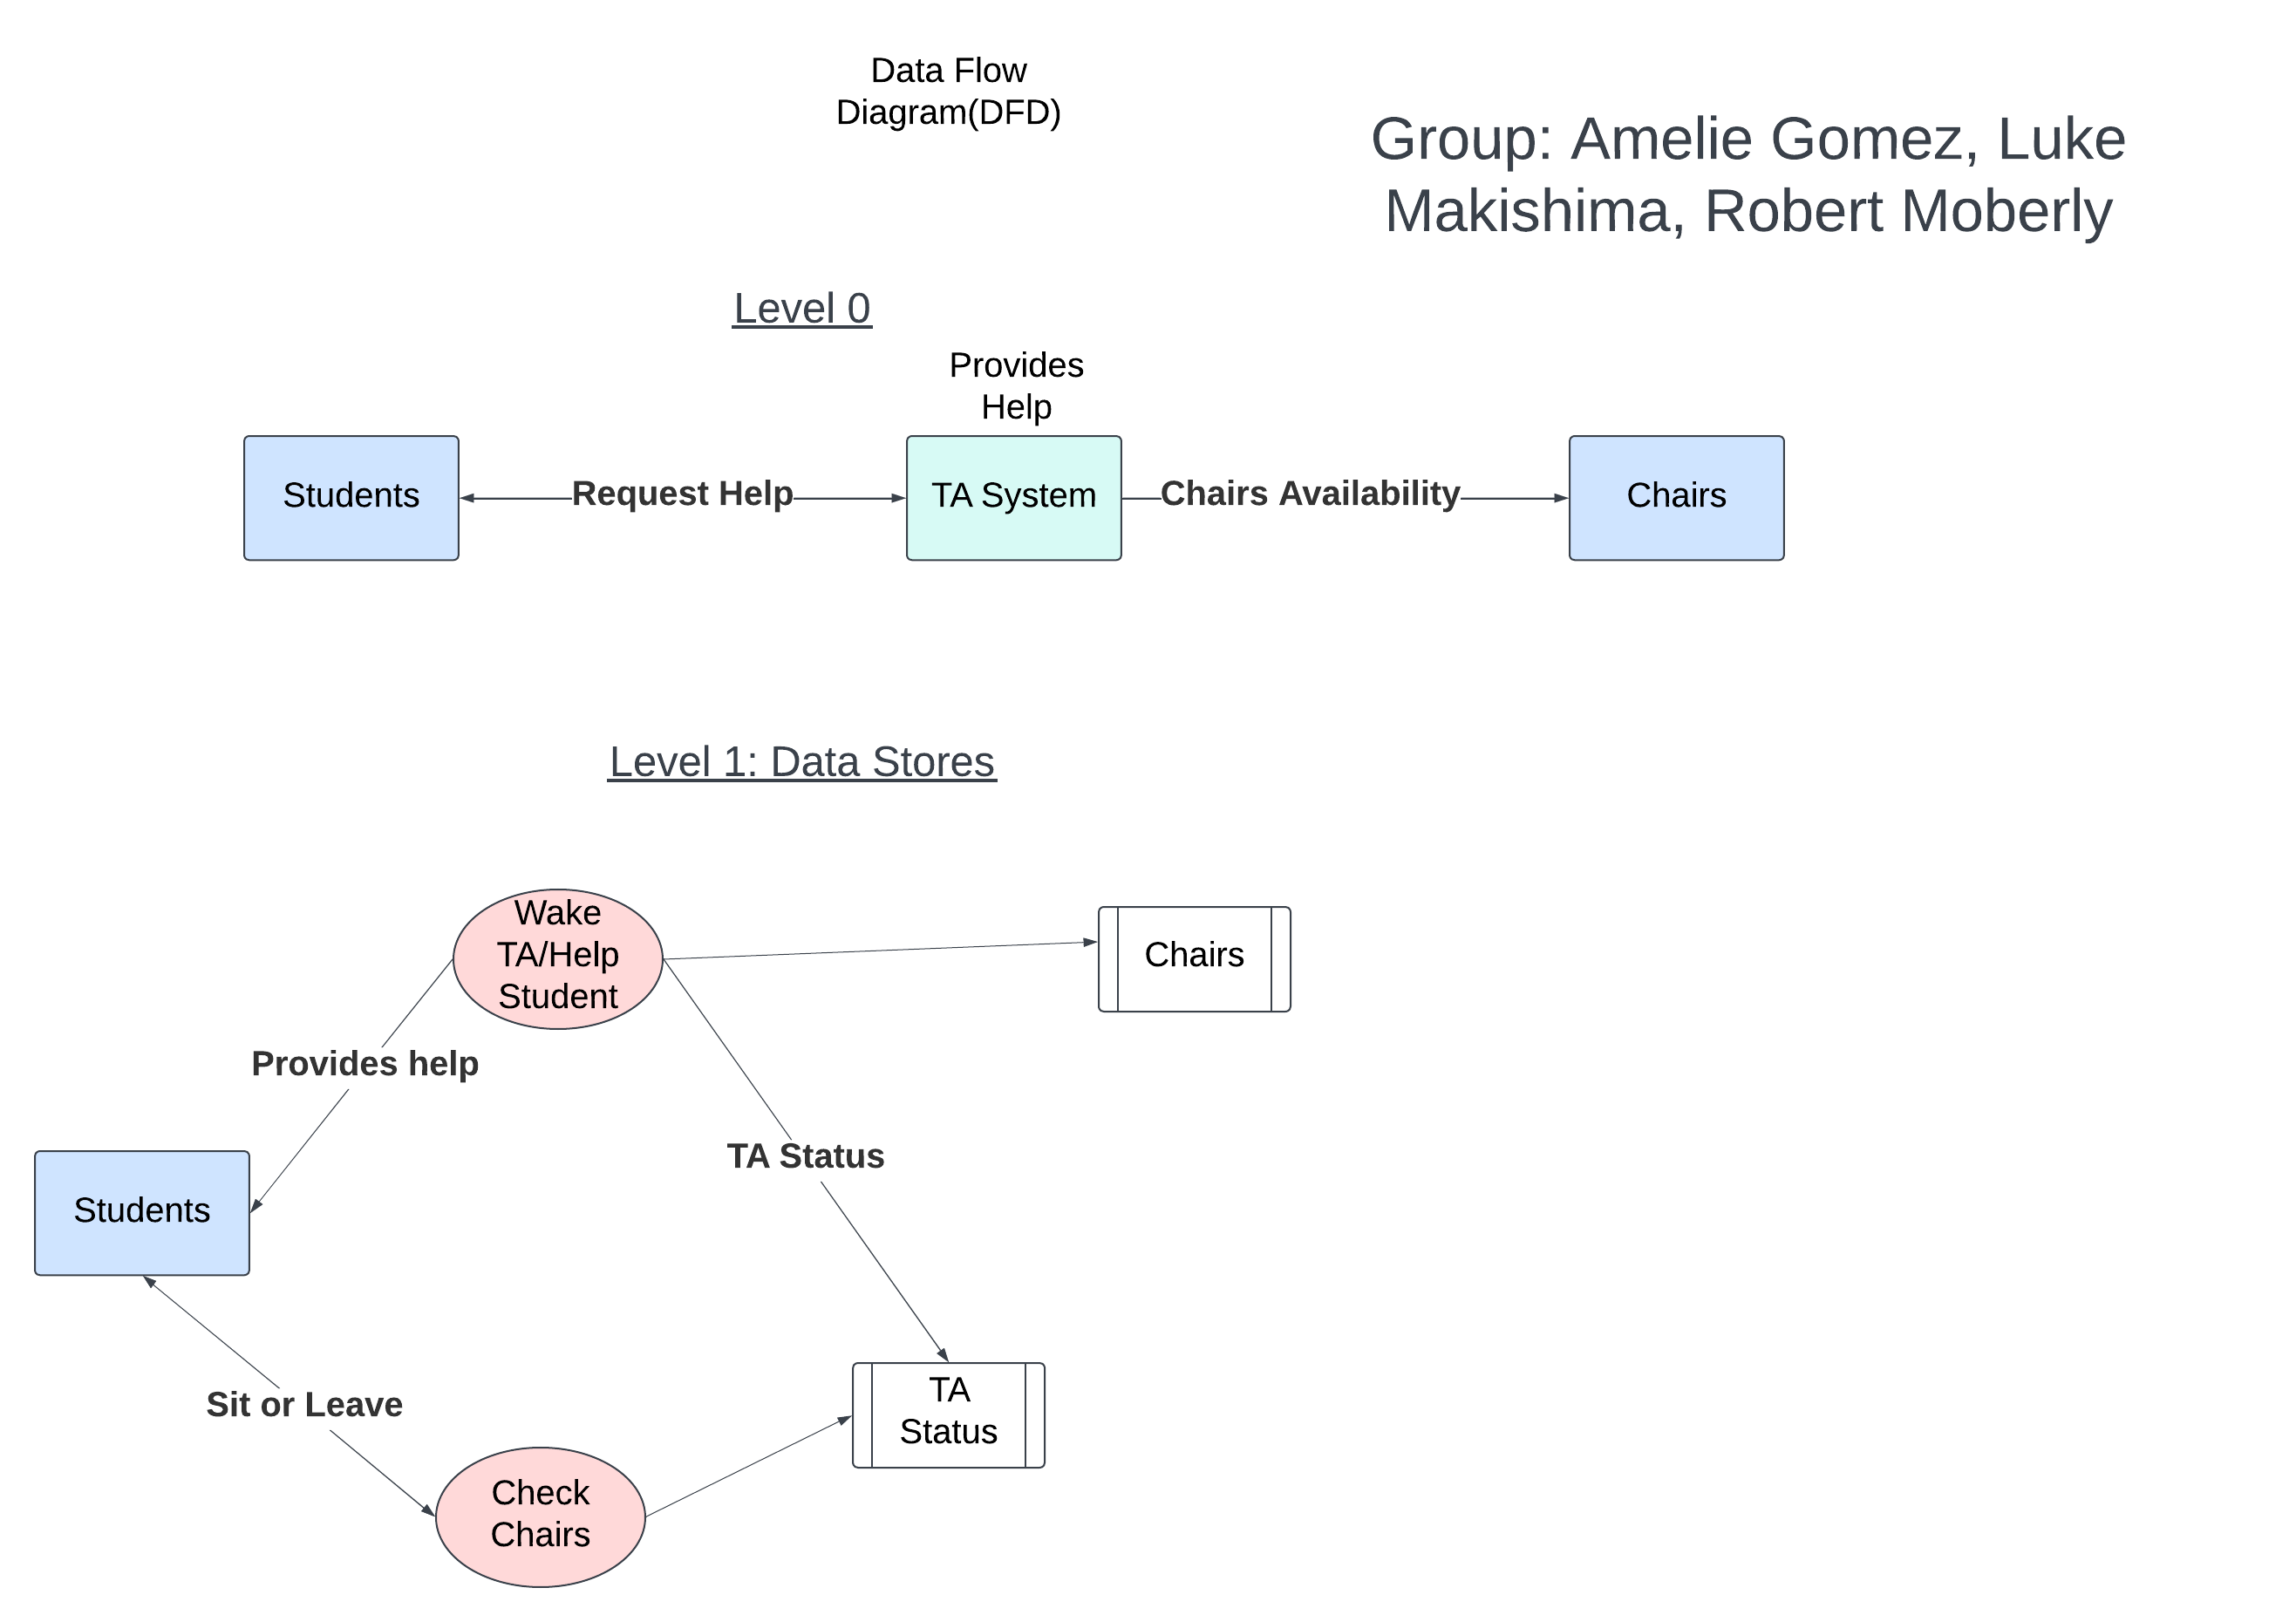 Data Flow
Diagram(DFD)
Group: Amelie Gomez, Luke
Makishima, Robert Moberly
Level 0
Provides
Help
Students
Request Help
TA System
Chairs Availability
Chairs
Level 1: Data Stores
Wake
TA/Help
Student
Chairs
Provides help
TA Status
Students
TA
Status
Sit or Leave
Check
Chairs